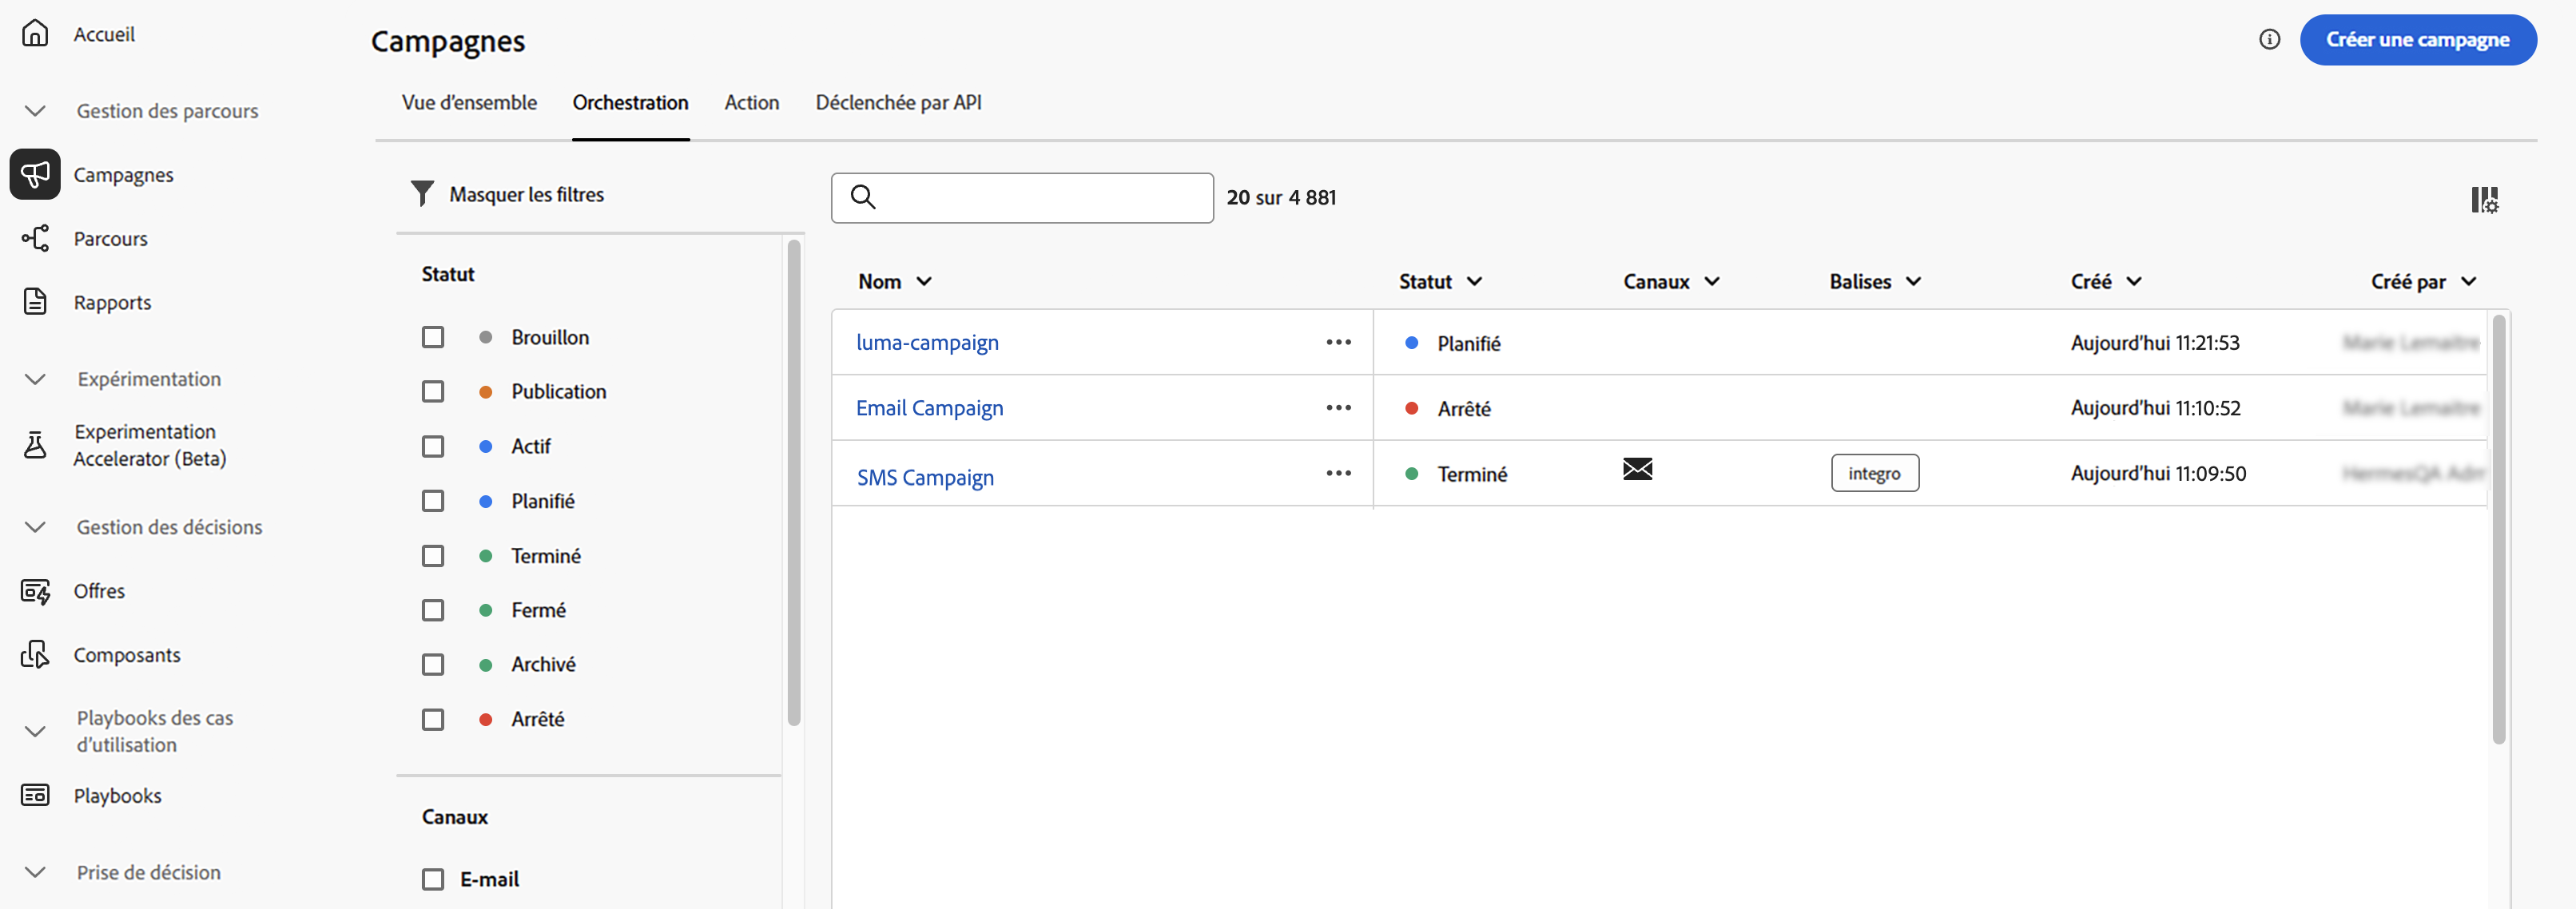 Accueil
Gestion des parcours
Campagnes
Parcours
Rapports
Expérimentation
Experimentation
Accelerator (Beta)
Gestion des décisions
Offres
Composants
Playbooks des cas
d'utilisation
Playbooks
Prise de décision
Campagnes
Créer une campagne
Vue d'ensemble Orchestration Action Déclenchée par API
Masquer les filtres
20 sur 4 881
Statut
Brouillon
Publication
Actif
Planifié
Terminé
Fermé
Archivé
Arrêté
Canaux
E-mail
Nom Statut Canaux Balises Créé Créé par
luma-campaign Planifié Aujourd'hui 11:21:53
Email Campaign Arrêté Aujourd'hui 11:10:52
SMS Campaign Terminé integro Aujourd'hui 11:09:50